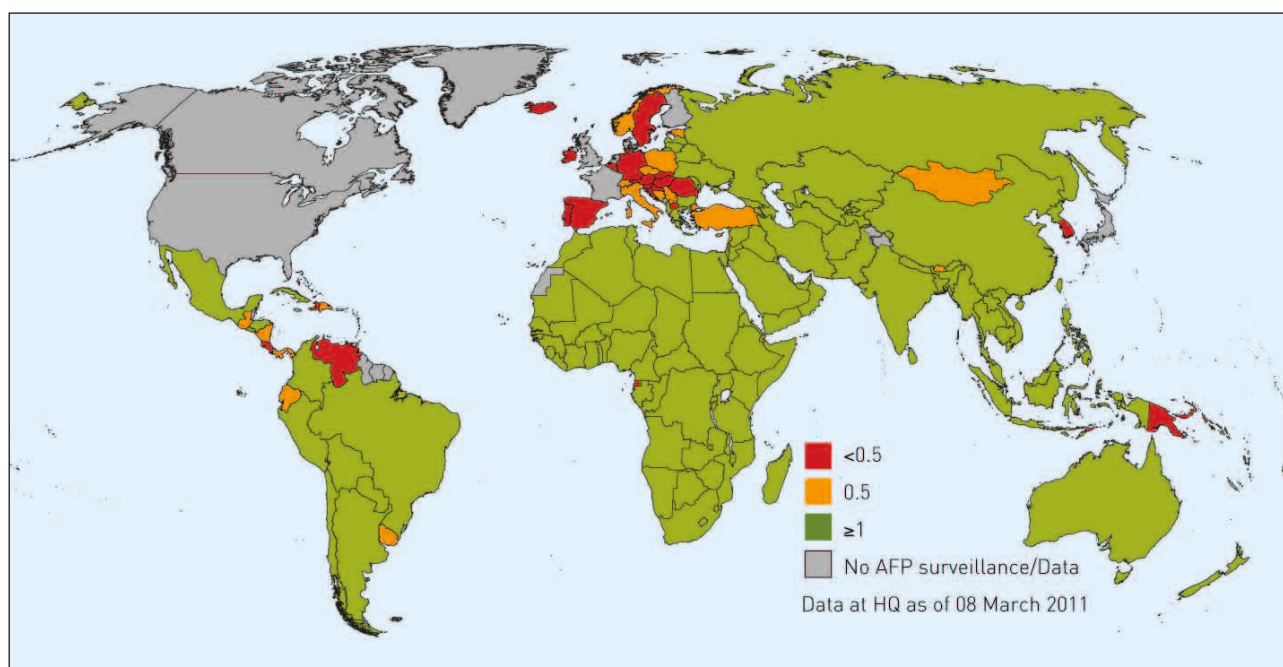 <0.5
0.5
≥1
No AFP surveillance/Data
Data at HQ as of 08 March 2011